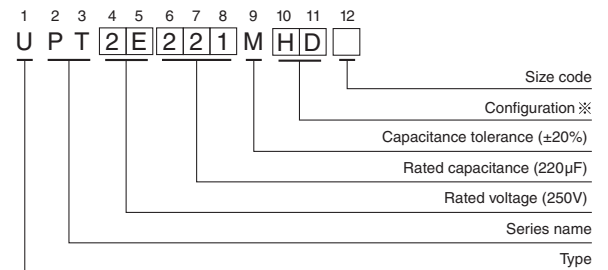 1 2 3 4 5 6 7 8 9 10 11 12
U P T 2 E 2 2 1 M H D
Size code
Configuration ※
Capacitance tolerance (±20%)
Rated capacitance (220µF)
Rated voltage (250V)
Series name
Type